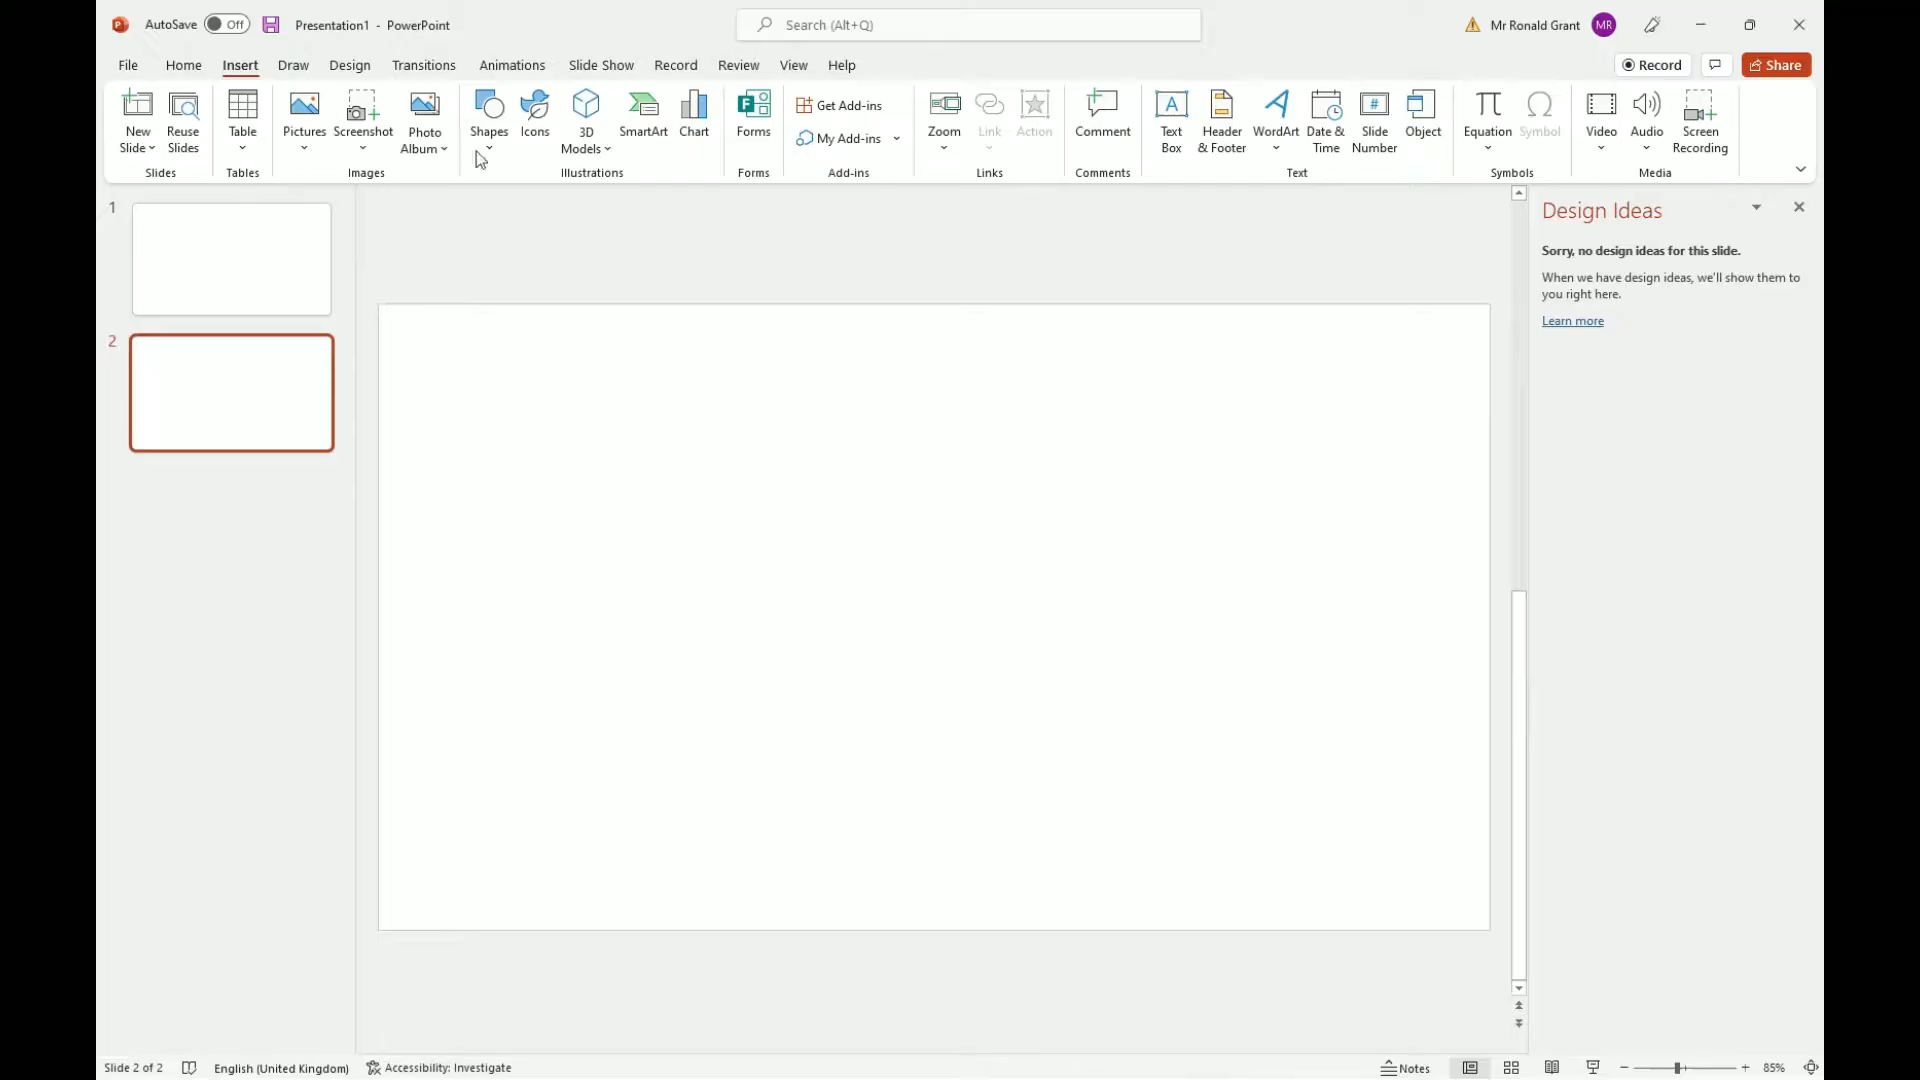 AutoSave Off Presentation1 - PowerPoint Search (Alt+Q) Mr Ronald Grant MR
File Home Insert Draw Design Transitions Animations Slide Show Record Review View Help Record Share
New Slide
Reuse Slides
Table
Pictures
Screenshot
Photo Album
Shapes
Icons
3D Models
SmartArt
Chart
Forms
Get Add-ins
My Add-ins
Zoom
Link
Action
Comment
Text Box
Header & Footer
WordArt
Date & Time
Slide Number
Object
Equation
Symbol
Video
Audio
Screen Recording
Slides Tables Images Illustrations Forms Add-ins Links Comments Text Symbols Media
1
2
Design Ideas
Sorry, no design ideas for this slide.
When we have design ideas, we'll show them to
you right here.
Learn more
Slide 2 of 2 English (United Kingdom) Accessibility: Investigate Notes 85%